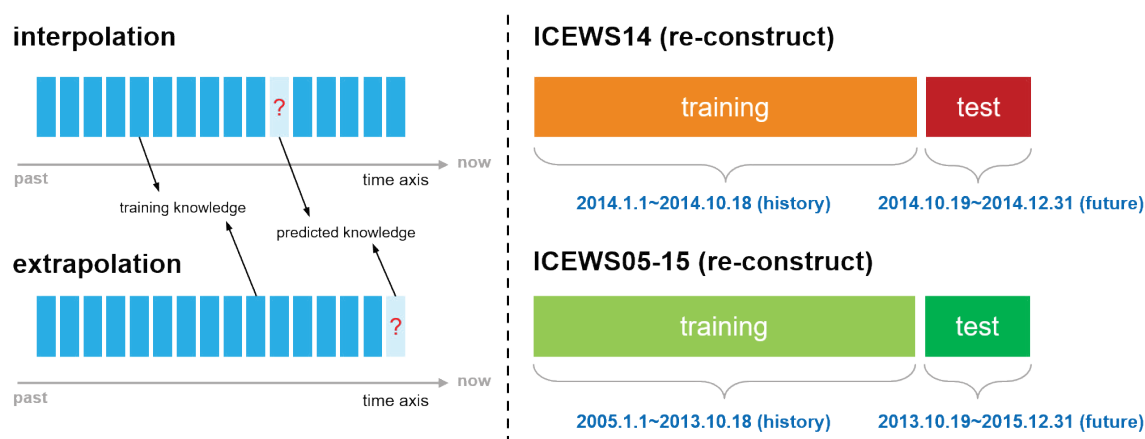 interpolation
?
now
past
time axis
training knowledge
predicted knowledge
extrapolation
?
now
past
time axis
ICEWS14 (re-construct)
training
test
2014.1.1~2014.10.18 (history)
2014.10.19~2014.12.31 (future)
ICEWS05-15 (re-construct)
training
test
2005.1.1~2013.10.18 (history)
2013.10.19~2015.12.31 (future)